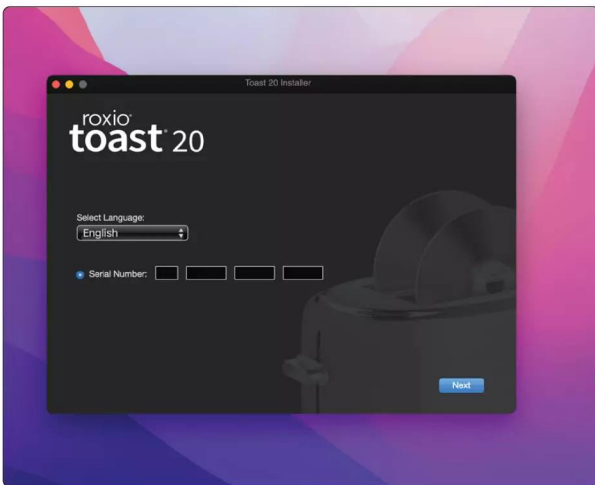 Toast 20 Installer
roxio
toast 20
Select Language:
English
Serial Number:
Next